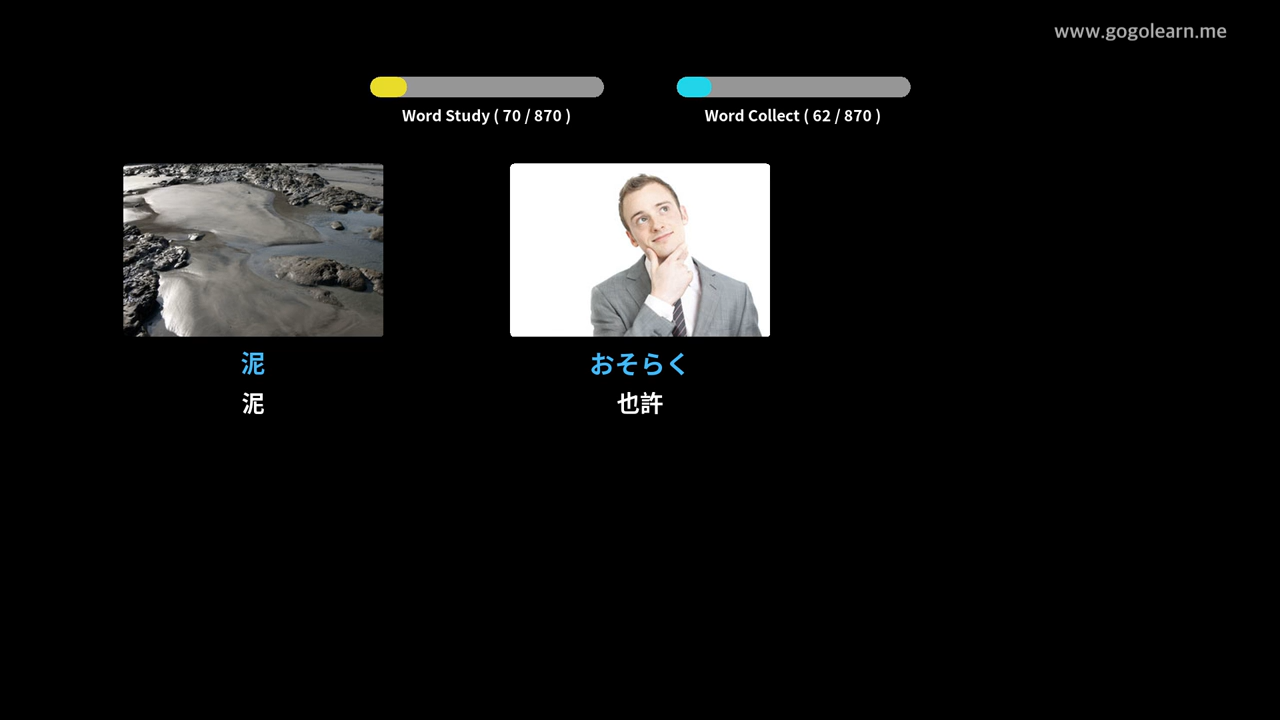 www.gogolearn.me
Word Study ( 70 / 870 )
Word Collect ( 62 / 870 )
泥
泥
おそらく
也許